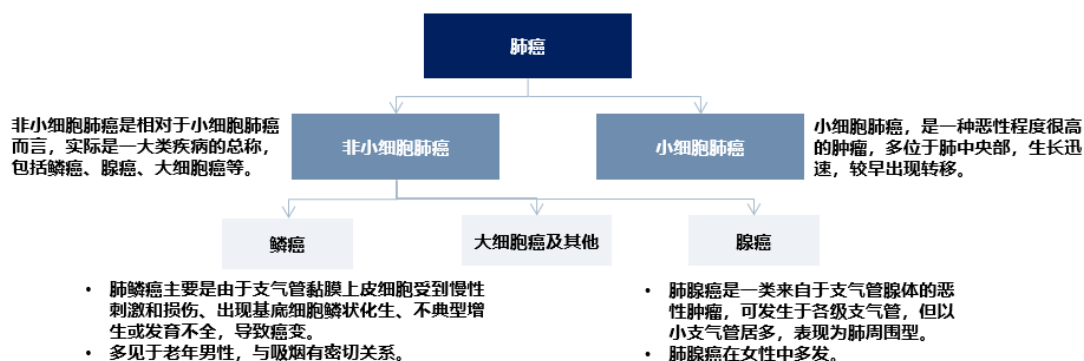 肺癌
非小细胞肺癌是相对于小细胞肺癌
而言，实际是一大类疾病的总称，
包括鳞癌、腺癌、大细胞癌等。
非小细胞肺癌
小细胞肺癌
小细胞肺癌，是一种恶性程度很高
的肿瘤，多位于肺中央部，生长迅
速，较早出现转移。
鳞癌
大细胞癌及其他
腺癌
• 肺鳞癌主要是由于支气管黏膜上皮细胞受到慢性
刺激和损伤、出现基底细胞鳞状化生、不典型增
生或发育不全，导致癌变。
• 多见于老年男性，与吸烟有密切关系。
• 肺腺癌是一类来自于支气管腺体的恶
性肿瘤，可发生于各级支气管，但以
小支气管居多，表现为肺周围型。
• 肺腺癌在女性中多发。